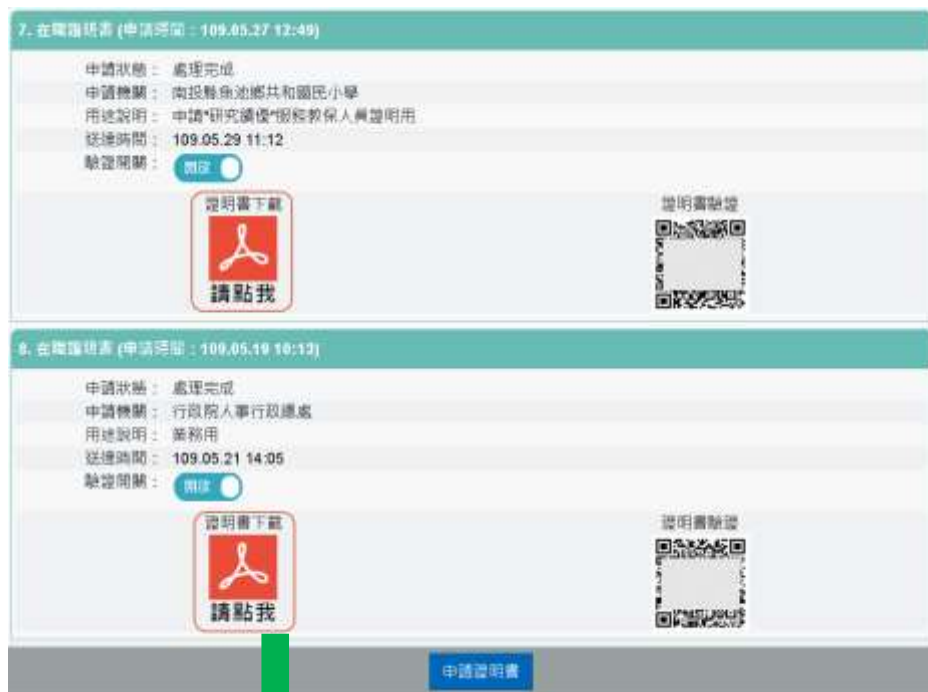 7. 在職證明書 (申請時間：109.05.27 12:49)
申請狀態： 處理完成
申請機關： 南投縣魚池鄉共和國民小學
用途說明： 申請"研究績優"服務教保人員證明用
送達時間： 109.05.29 11:12
驗證開關： 開啟
證明書下載
請點我
證明書驗證
8. 在職證明書 (申請時間：109.05.19 10:13)
申請狀態： 處理完成
申請機關： 行政院人事行政總處
用途說明： 業務用
送達時間： 109.05.21 14:05
驗證開關： 開啟
證明書下載
請點我
證明書驗證
申請證明書